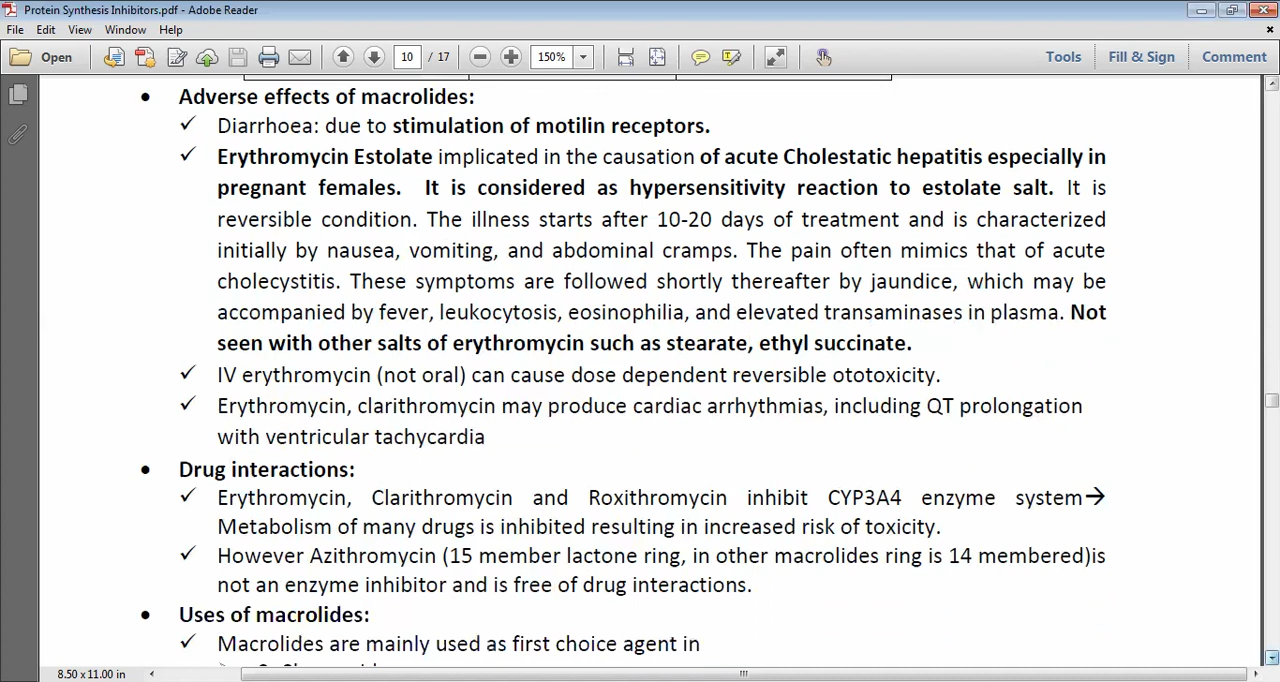 Protein Synthesis Inhibitors.pdf - Adobe Reader
File Edit View Window Help
Open 10 / 17 150% Tools Fill & Sign Comment
• Adverse effects of macrolides:
✓ Diarrhoea: due to stimulation of motilin receptors.
✓ Erythromycin Estolate implicated in the causation of acute Cholestatic hepatitis especially in
pregnant females. It is considered as hypersensitivity reaction to estolate salt. It is
reversible condition. The illness starts after 10-20 days of treatment and is characterized
initially by nausea, vomiting, and abdominal cramps. The pain often mimics that of acute
cholecystitis. These symptoms are followed shortly thereafter by jaundice, which may be
accompanied by fever, leukocytosis, eosinophilia, and elevated transaminases in plasma. Not
seen with other salts of erythromycin such as stearate, ethyl succinate.
✓ IV erythromycin (not oral) can cause dose dependent reversible ototoxicity.
✓ Erythromycin, clarithromycin may produce cardiac arrhythmias, including QT prolongation
with ventricular tachycardia
• Drug interactions:
✓ Erythromycin, Clarithromycin and Roxithromycin inhibit CYP3A4 enzyme system→
Metabolism of many drugs is inhibited resulting in increased risk of toxicity.
✓ However Azithromycin (15 member lactone ring, in other macrolides ring is 14 membered)is
not an enzyme inhibitor and is free of drug interactions.
• Uses of macrolides:
✓ Macrolides are mainly used as first choice agent in
8.50 x 11.00 in